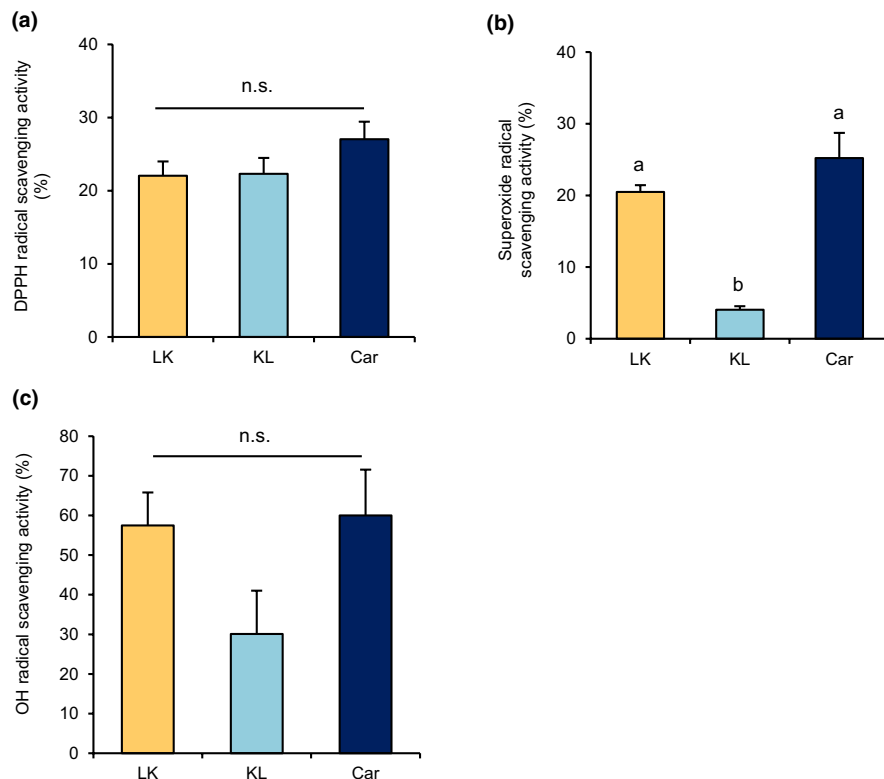 (a)
DPPH radical scavenging activity
(%)
40
30
20
10
0
n.s.
LK KL Car
(b)
Superoxide radical
scavenging activity (%)
40
30
20
10
0
a
b
a
LK KL Car
(c)
OH radical scavenging activity (%)
80
70
60
50
40
30
20
10
0
n.s.
LK KL Car